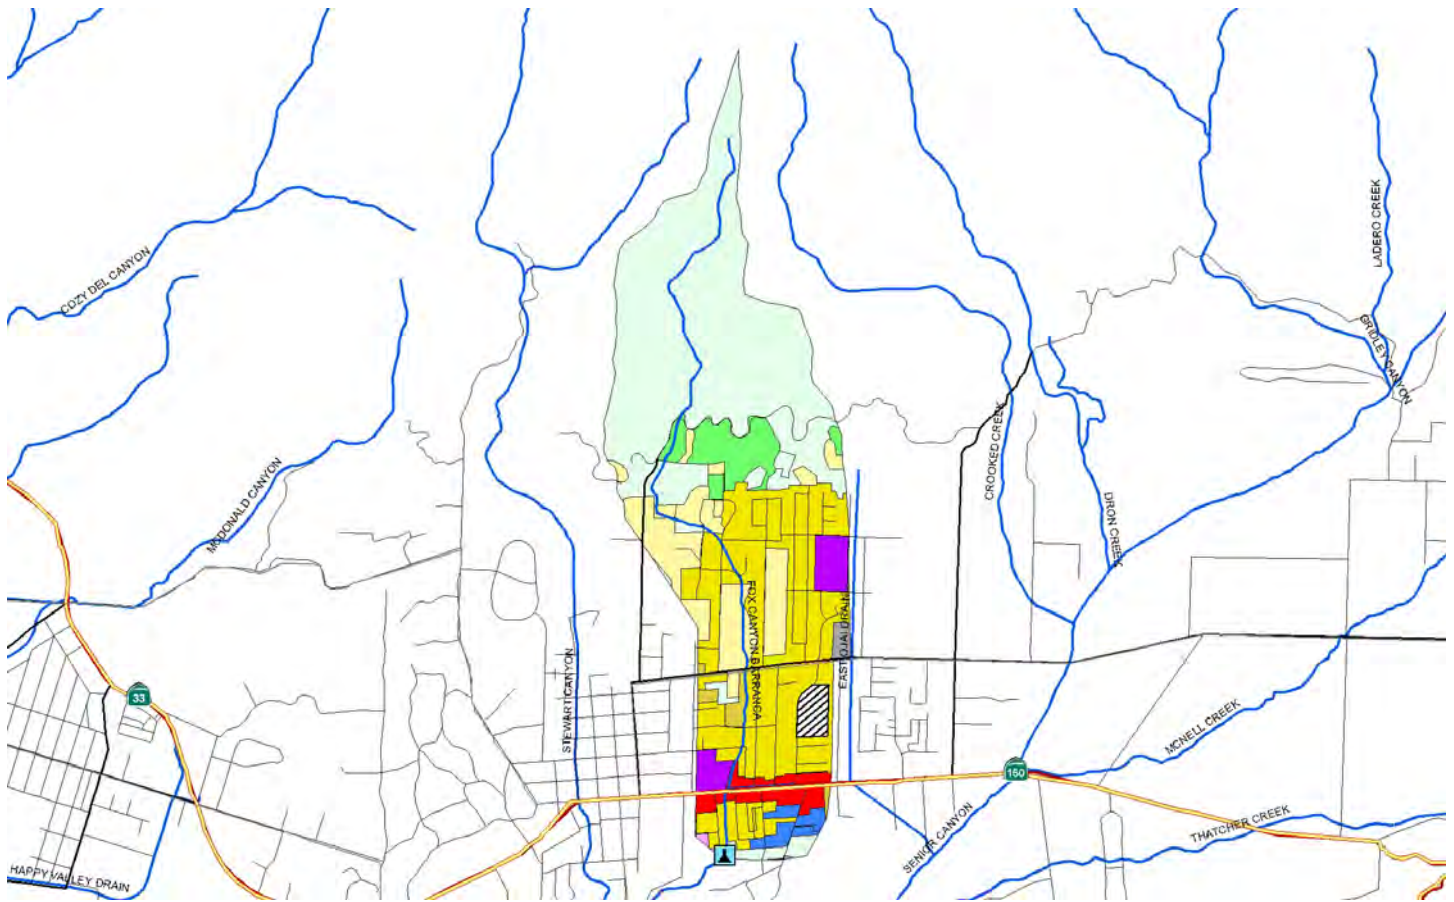 LADERO CREEK
COZY DEL CANYON
GRIDLEY CANYON
CROOKED CREEK
MCDONALD CANYON
DRON CREEK
FOX CANYON BARRANCA
EAST OJAI DRAIN
STEWART CANYON
33
MCNELL CREEK
150
THATCHER CREEK
SENIOR CANYON
HAPPY VALLEY DRAIN